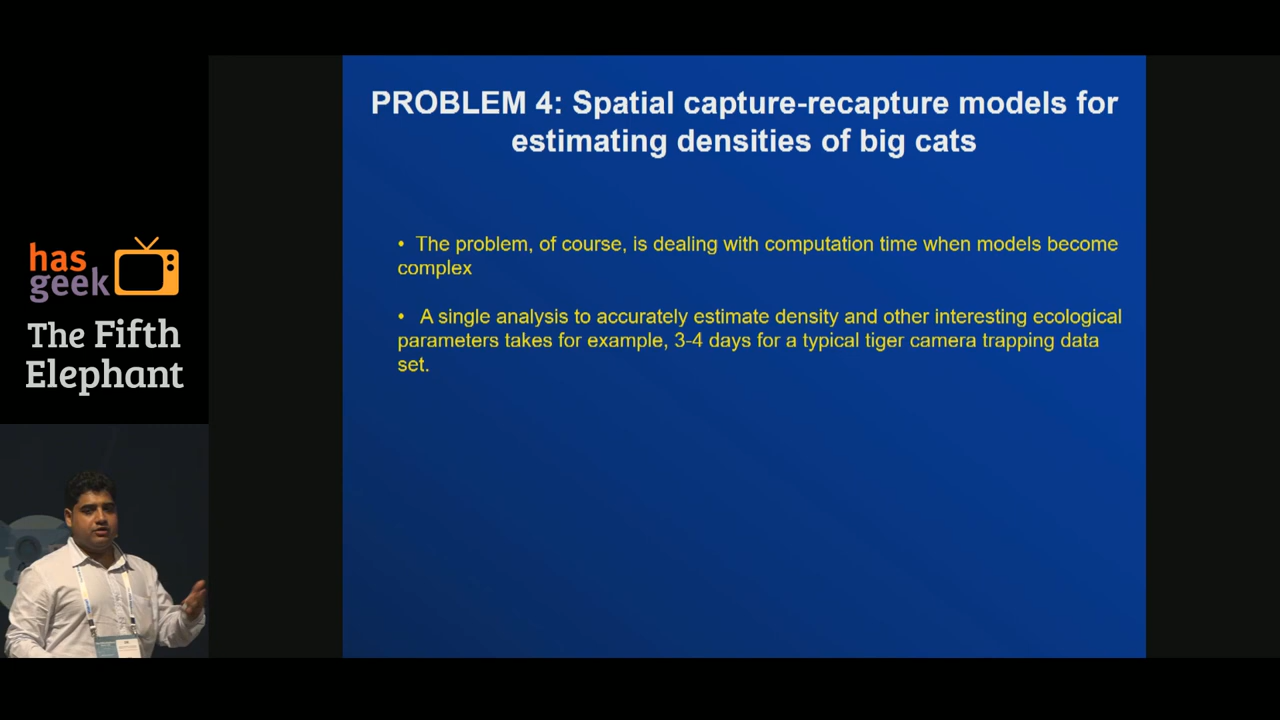 PROBLEM 4: Spatial capture-recapture models for
estimating densities of big cats
• The problem, of course, is dealing with computation time when models become
complex
• A single analysis to accurately estimate density and other interesting ecological
parameters takes for example, 3-4 days for a typical tiger camera trapping data
set.
has
geek
The Fifth
Elephant